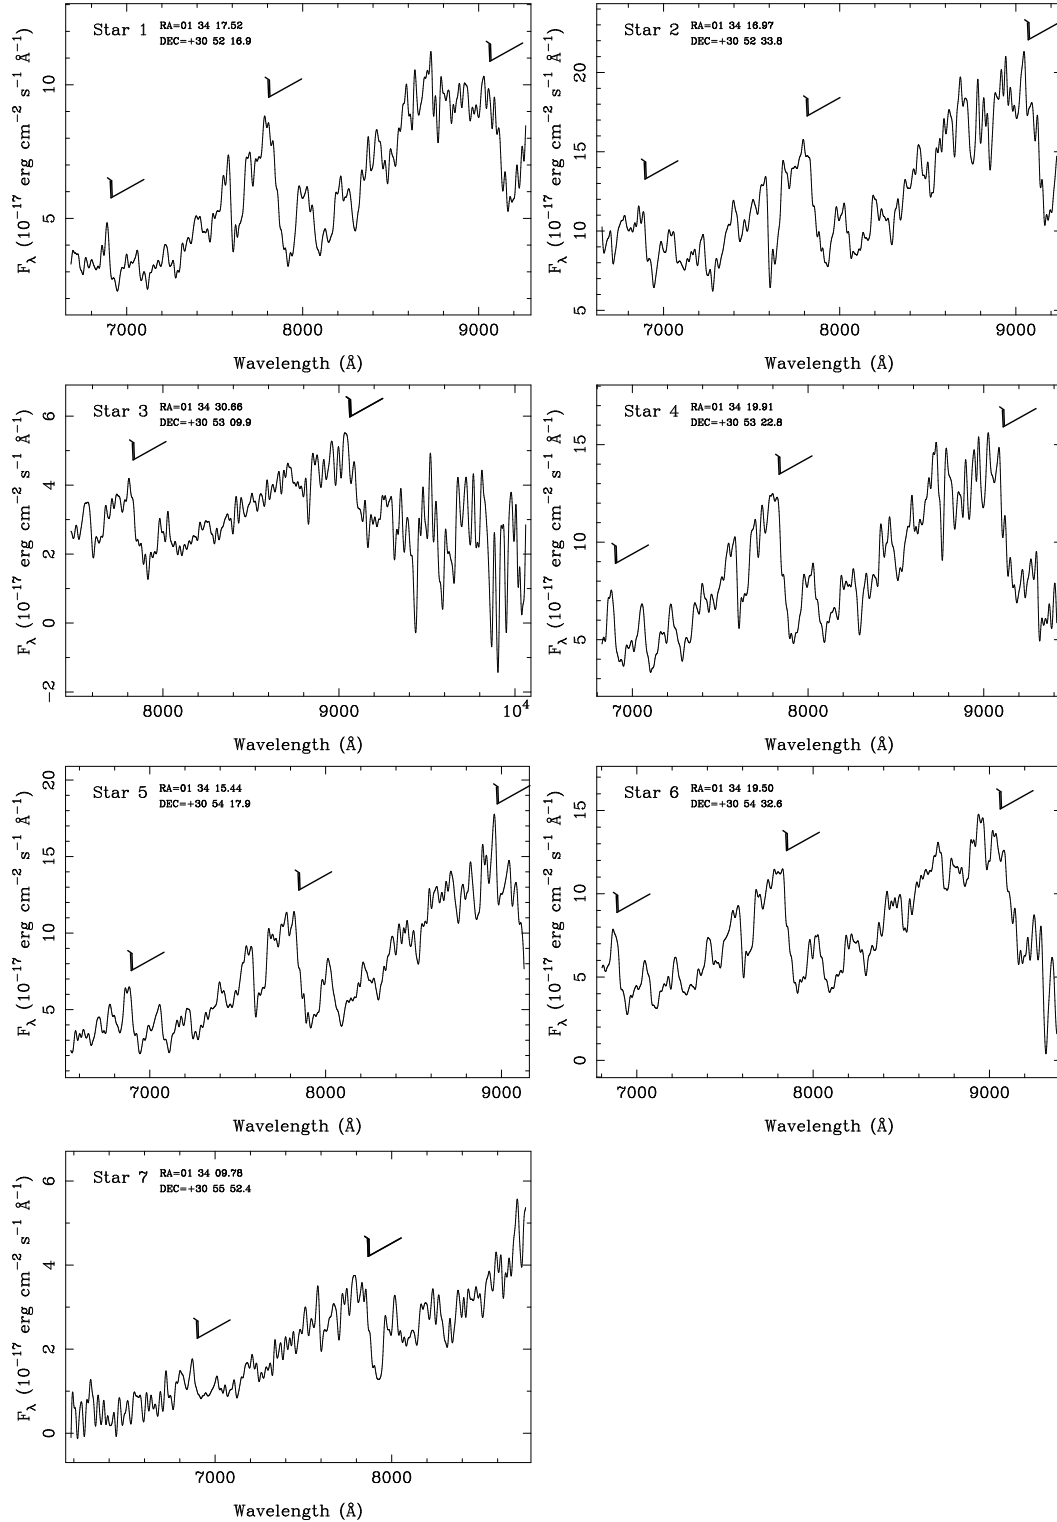 Star 1 RA=01 34 17.52
DEC=+30 52 16.9
10
5
F_λ (10⁻¹⁷ erg cm⁻² s⁻¹ Å⁻¹)
7000 8000 9000
Wavelength (Å)
Star 2 RA=01 34 16.97
DEC=+30 52 33.8
20
15
10
5
F_λ (10⁻¹⁷ erg cm⁻² s⁻¹ Å⁻¹)
7000 8000 9000
Wavelength (Å)
Star 3 RA=01 34 30.66
DEC=+30 53 09.9
6
4
2
0
−2
F_λ (10⁻¹⁷ erg cm⁻² s⁻¹ Å⁻¹)
8000 9000 10⁴
Wavelength (Å)
Star 4 RA=01 34 19.91
DEC=+30 53 22.8
15
10
5
F_λ (10⁻¹⁷ erg cm⁻² s⁻¹ Å⁻¹)
7000 8000 9000
Wavelength (Å)
Star 5 RA=01 34 15.44
DEC=+30 54 17.9
20
15
10
5
F_λ (10⁻¹⁷ erg cm⁻² s⁻¹ Å⁻¹)
7000 8000 9000
Wavelength (Å)
Star 6 RA=01 34 19.50
DEC=+30 54 32.6
15
10
5
0
F_λ (10⁻¹⁷ erg cm⁻² s⁻¹ Å⁻¹)
7000 8000 9000
Wavelength (Å)
Star 7 RA=01 34 09.78
DEC=+30 55 52.4
6
4
2
0
F_λ (10⁻¹⁷ erg cm⁻² s⁻¹ Å⁻¹)
7000 8000
Wavelength (Å)